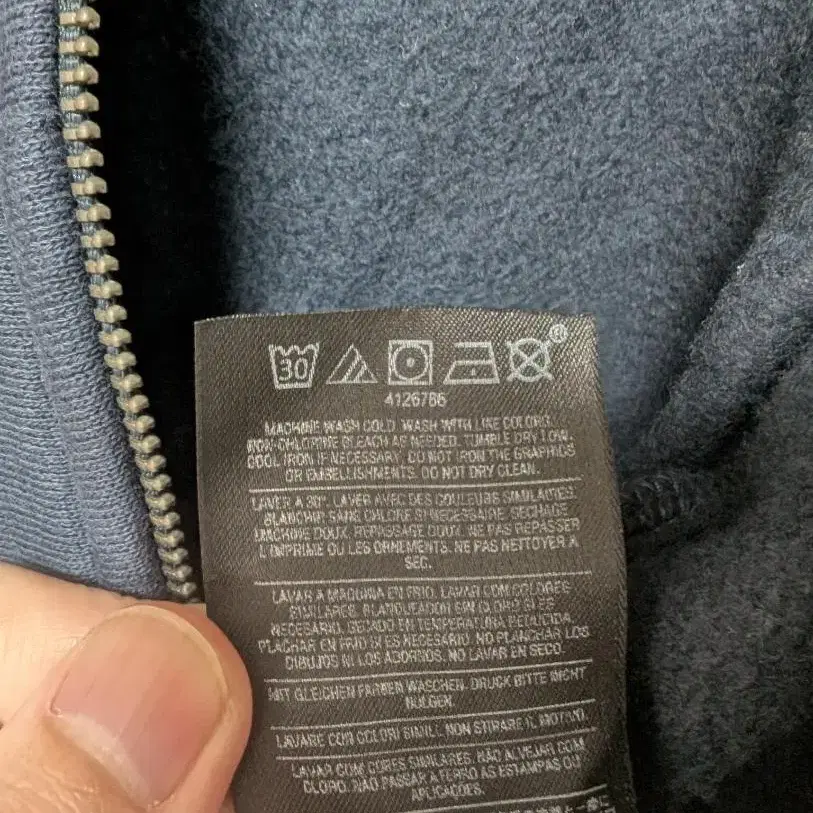 30
®
4126786
MACHINE WASH COLD. WASH WITH LIKE COLORS.
NON-CHLORINE BLEACH AS NEEDED. TUMBLE DRY LOW.
COOL IRON IF NECESSARY. DO NOT IRON THE GRAPHICS
OR EMBELLISHMENTS. DO NOT DRY CLEAN.
LAVER A 30°. LAVER AVEC DES COULEURS SIMILAIRES.
BLANCHIR SANS CHLORE SI NECESSAIRE. SECHAGE
MACHINE DOUX. REPASSAGE DOUX. NE PAS REPASSER
L'IMPRIME OU LES ORNEMENTS. NE PAS NETTOYER A
SEC.
LAVAR A MAQUINA EN FRIO. LAVAR CON COLORES
SIMILARES. BLANQUEADOR SIN CLORO SI ES
NECESARIO. SECADO EN TEMPERATURA REDUCIDA.
PLACHAR EN FRIO SI ES NECESARIO. NO PLANCHAR LOS
DIBUJOS NI LOS ADORNOS. NO LAVAR EN SECO.
MIT GLEICHEN FARBEN WASCHEN. DRUCK BITTE NICHT
BÜGELN.
LAVARE CON COLORI SIMILI. NON STIRARE IL MOTIVO.
LAVAR COM CORES SIMILARES. NÃO ALVEJAR COM
CLORO. NÃO PASSAR A FERRO AS ESTAMPAS OU
APLICAÇÕES.